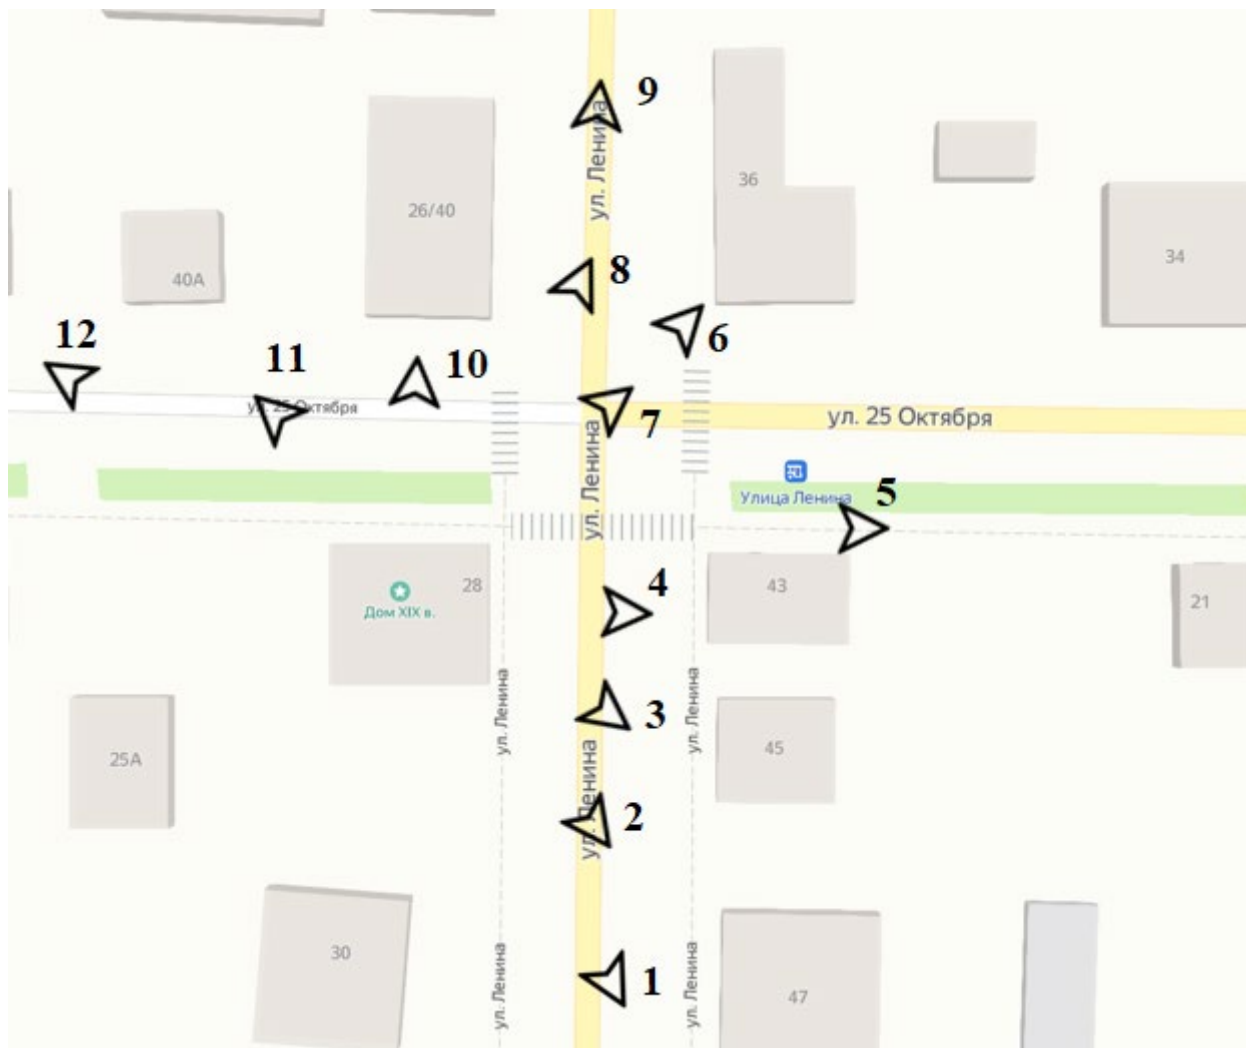 9
ул. Ленина
36
26/40
34
40А
8
12
11
10
6
7
ул. 25 Октября
ул. 25 Октября
ул. Ленина
Улица Ленина
5
4
28
43
21
Дом XIX в.
ул. Ленина
ул. Ленина
3
45
25А
ул. Ленина
2
30
47
1
ул. Ленина
ул. Ленина